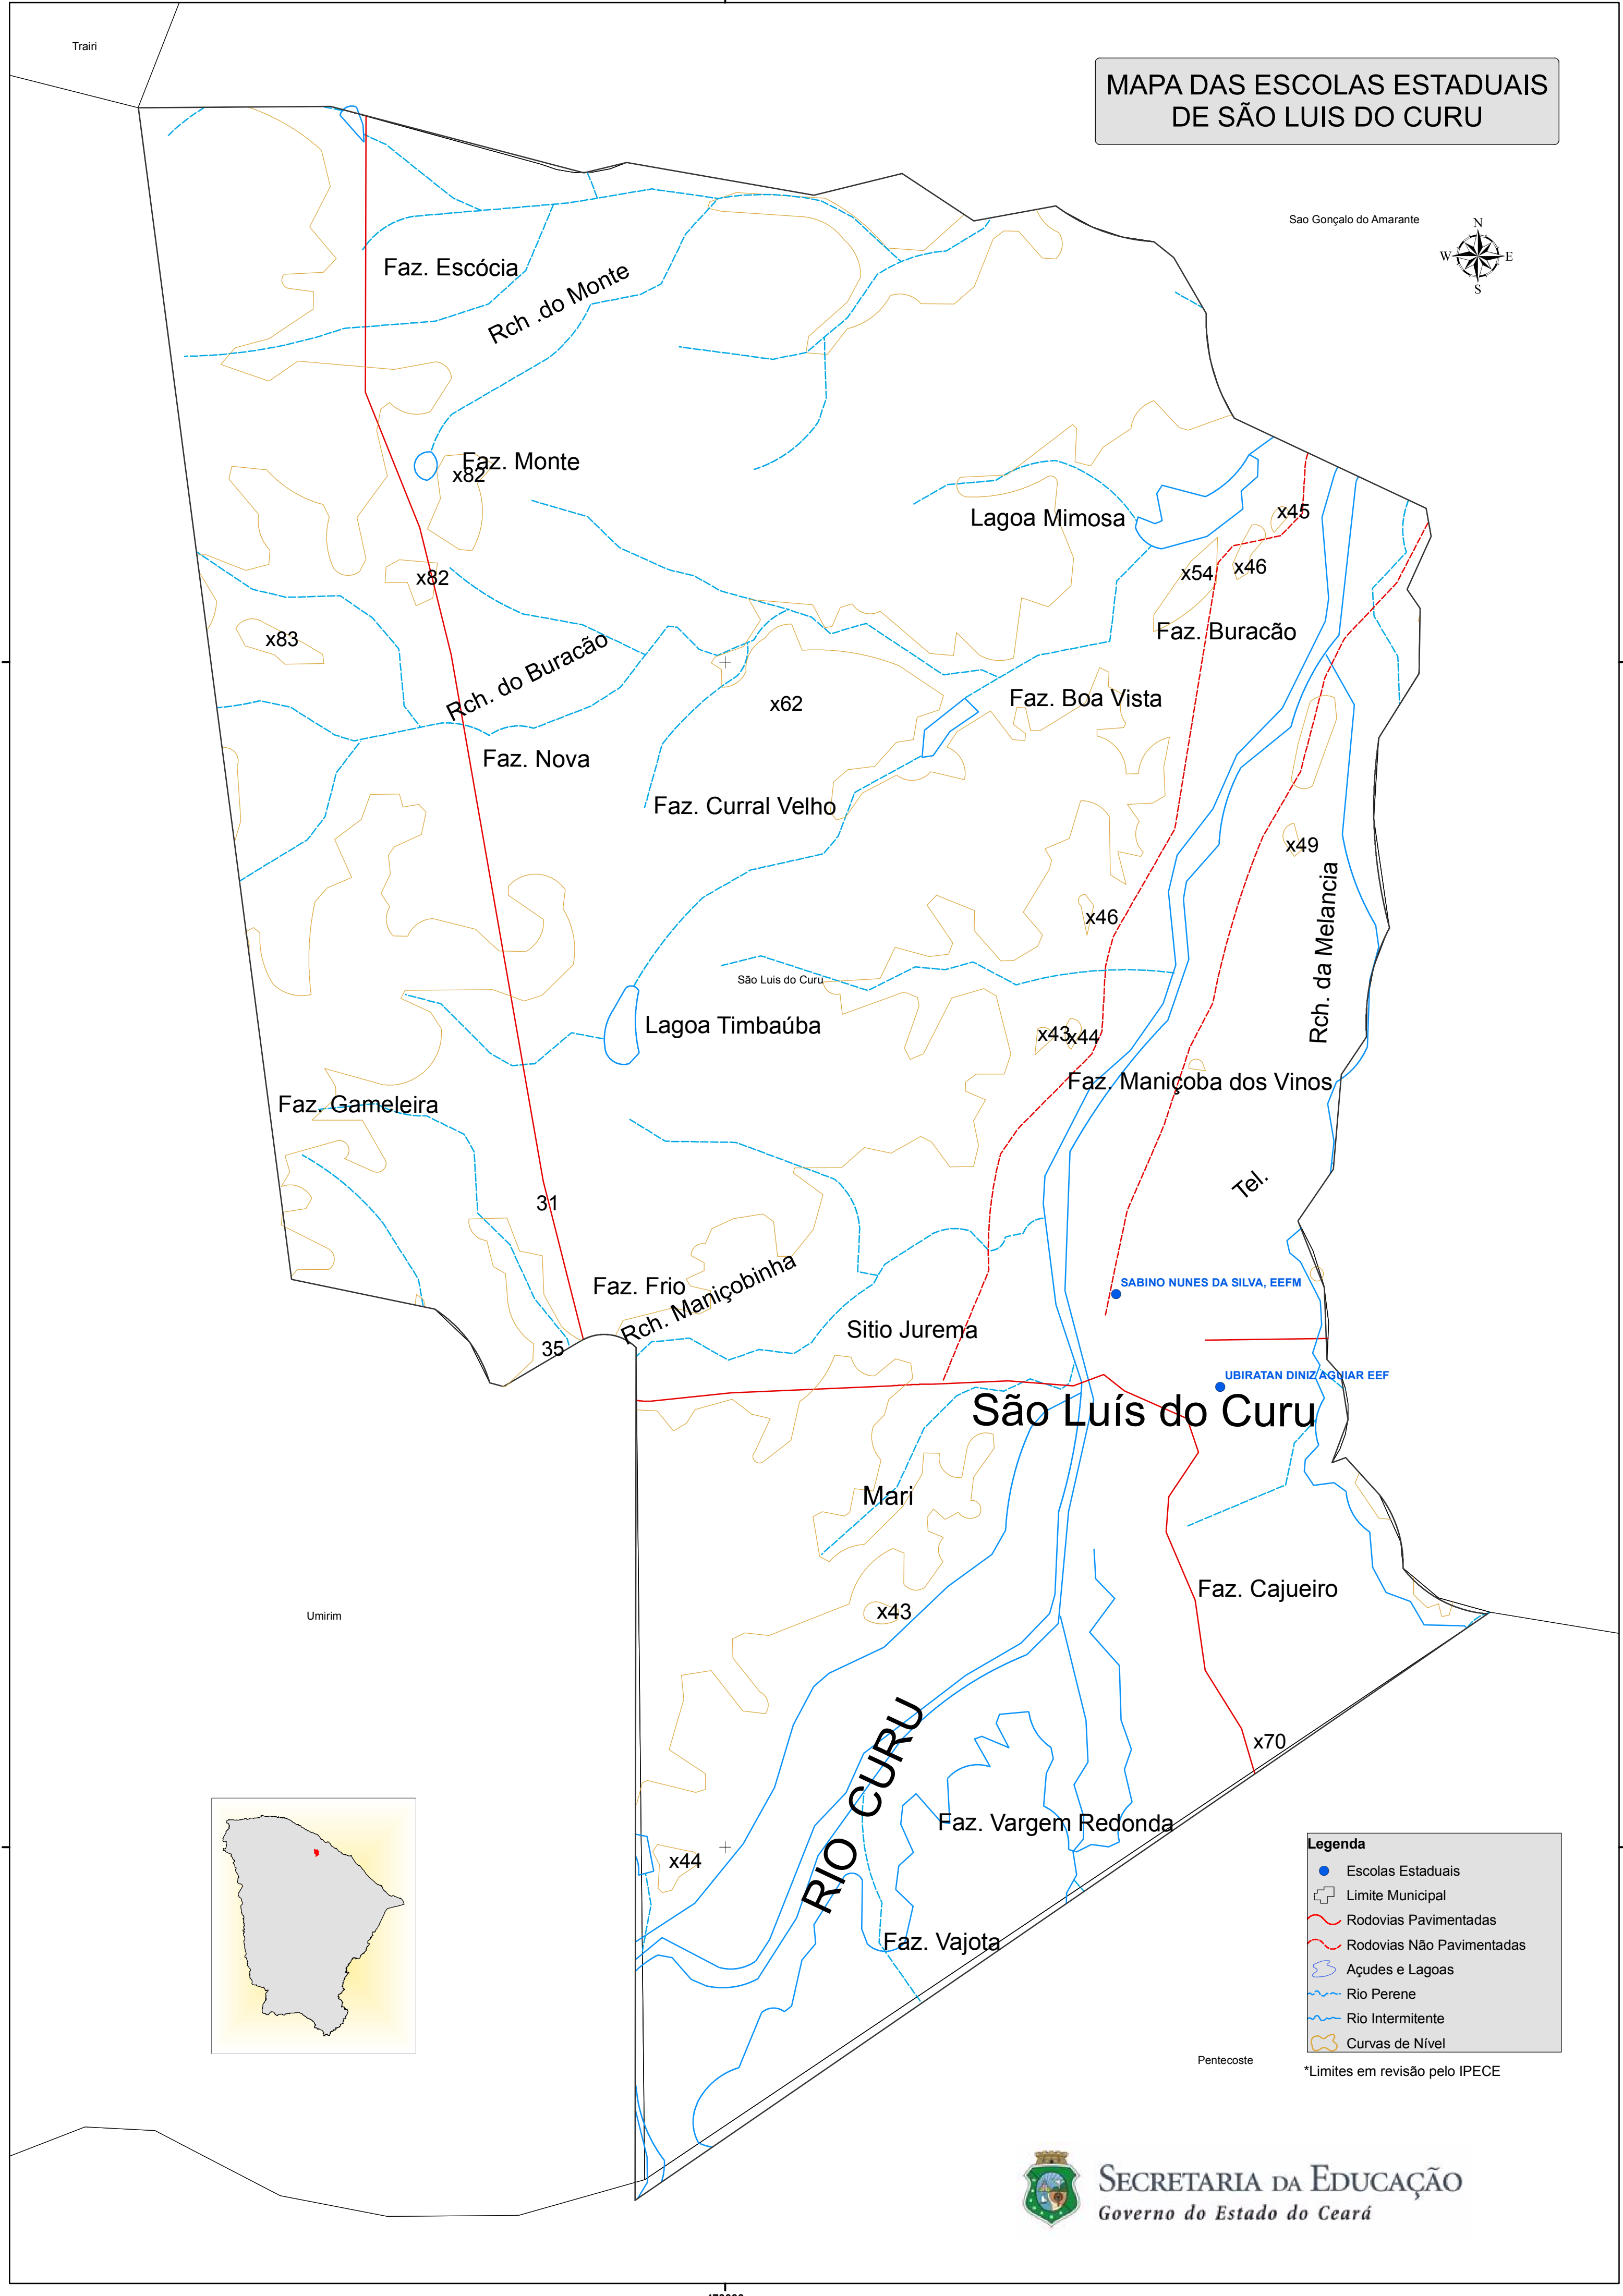 Trairi
MAPA DAS ESCOLAS ESTADUAIS
DE SÃO LUIS DO CURU
Sao Gonçalo do Amarante
N
W
E
S
Faz. Escócia
Rch .do Monte
Faz. Monte
x82
Lagoa Mimosa
x45
x82
x54
x46
x83
Faz. Buracão
Rch. do Buracão
x62
Faz. Boa Vista
Faz. Nova
Faz. Curral Velho
x49
Rch. da Melancia
x46
São Luis do Curu
Lagoa Timbaúba
x43
x44
Faz. Maniçoba dos Vinos
Faz. Gameleira
Tel.
31
Faz. Frio
Rch. Maniçobinha
SABINO NUNES DA SILVA, EEFM
Sitio Jurema
35
UBIRATAN DINIZ AGUIAR EEF
São Luís do Curu
Mari
Faz. Cajueiro
x43
Umirim
x70
RIO CURU
Faz. Vargem Redonda
x44
Faz. Vajota
Legenda
Escolas Estaduais
Limite Municipal
Rodovias Pavimentadas
Rodovias Não Pavimentadas
Açudes e Lagoas
Rio Perene
Rio Intermitente
Curvas de Nível
*Limites em revisão pelo IPECE
Pentecoste
SECRETARIA DA EDUCAÇÃO
Governo do Estado do Ceará